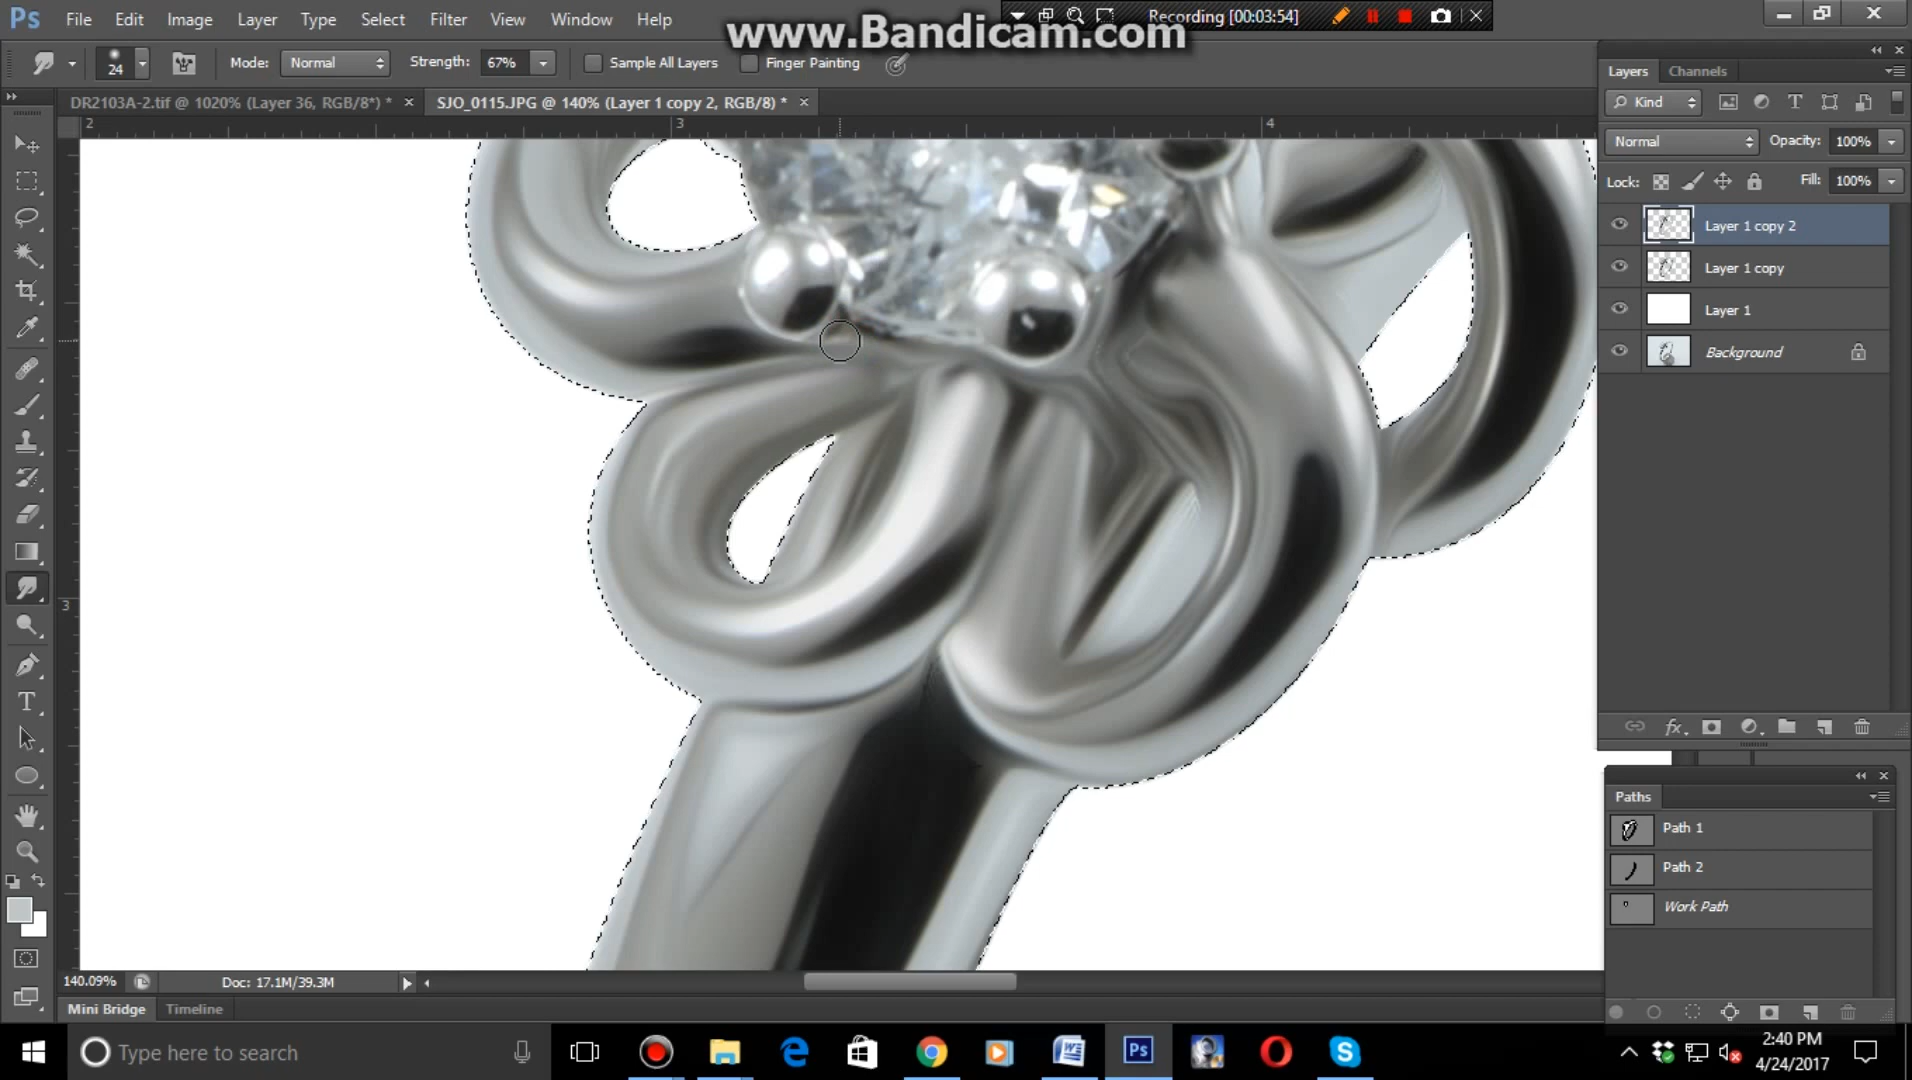 Ps File Edit Image Layer Type Select Filter View Window Help
www.Bandicam.com
Recording [00:03:54]
24 Mode: Normal Strength: 67% Sample All Layers Finger Painting
DR2103A-2.tif @ 1020% (Layer 36, RGB/8*) * × SJO_0115.JPG @ 140% (Layer 1 copy 2, RGB/8) * ×
2 3 4
3
Layers Channels
Kind
Normal Opacity: 100%
Lock: Fill: 100%
Layer 1 copy 2
Layer 1 copy
Layer 1
Background
fx
Paths
Path 1
Path 2
Work Path
140.09% Doc: 17.1M/39.3M
Mini Bridge Timeline
Type here to search
Ps
2:40 PM
4/24/2017